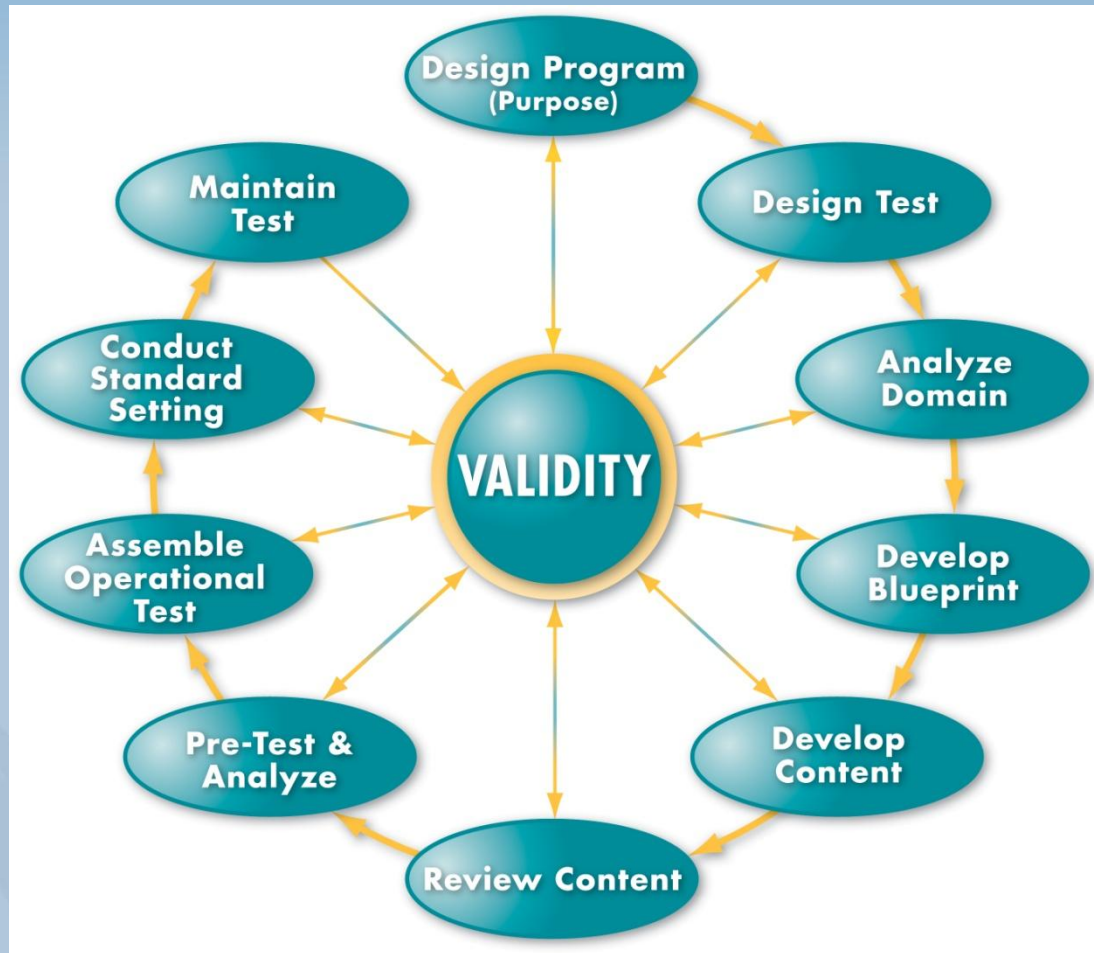 Design Program
(Purpose)
Design Test
Analyze
Domain
Develop
Blueprint
Develop
Content
Review Content
Pre-Test &
Analyze
Assemble
Operational
Test
Conduct
Standard
Setting
Maintain
Test
VALIDITY